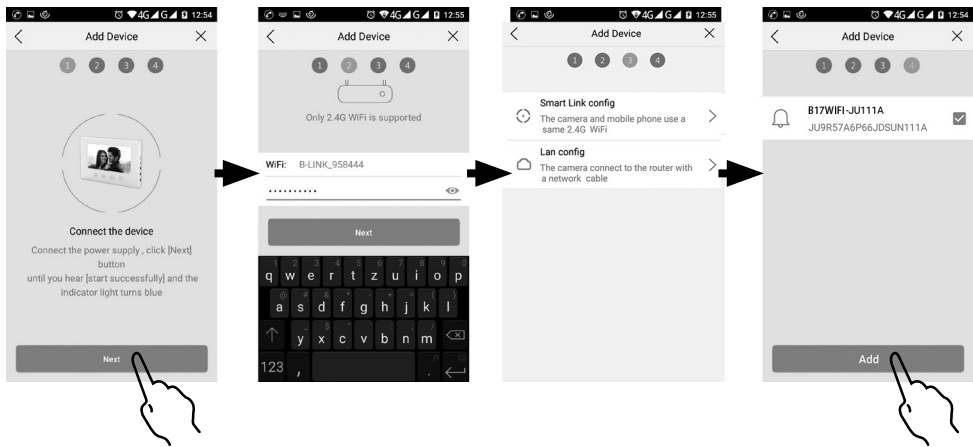 12:54
Add Device
1 2 3 4
Connect the device
Connect the power supply , click [Next]
button
until you hear [start successfully] and the
indicator light turns blue
Next
4G G 12:55
Add Device
1 2 3 4
Only 2.4G WiFi is supported
WiFi: B-LINK_958444
Next
q w e r t z u i o p
a s d f g h j k l
y x c v b n m
123 , .
4G G 12:55
Add Device
1 2 3 4
Smart Link config
The camera and mobile phone use a
same 2.4G WiFi
Lan config
The camera connect to the router with
a network cable
4G G 12:54
Add Device
1 2 3 4
B17WIFI-JU111A
JU9R57A6P66JDSUN111A
Add